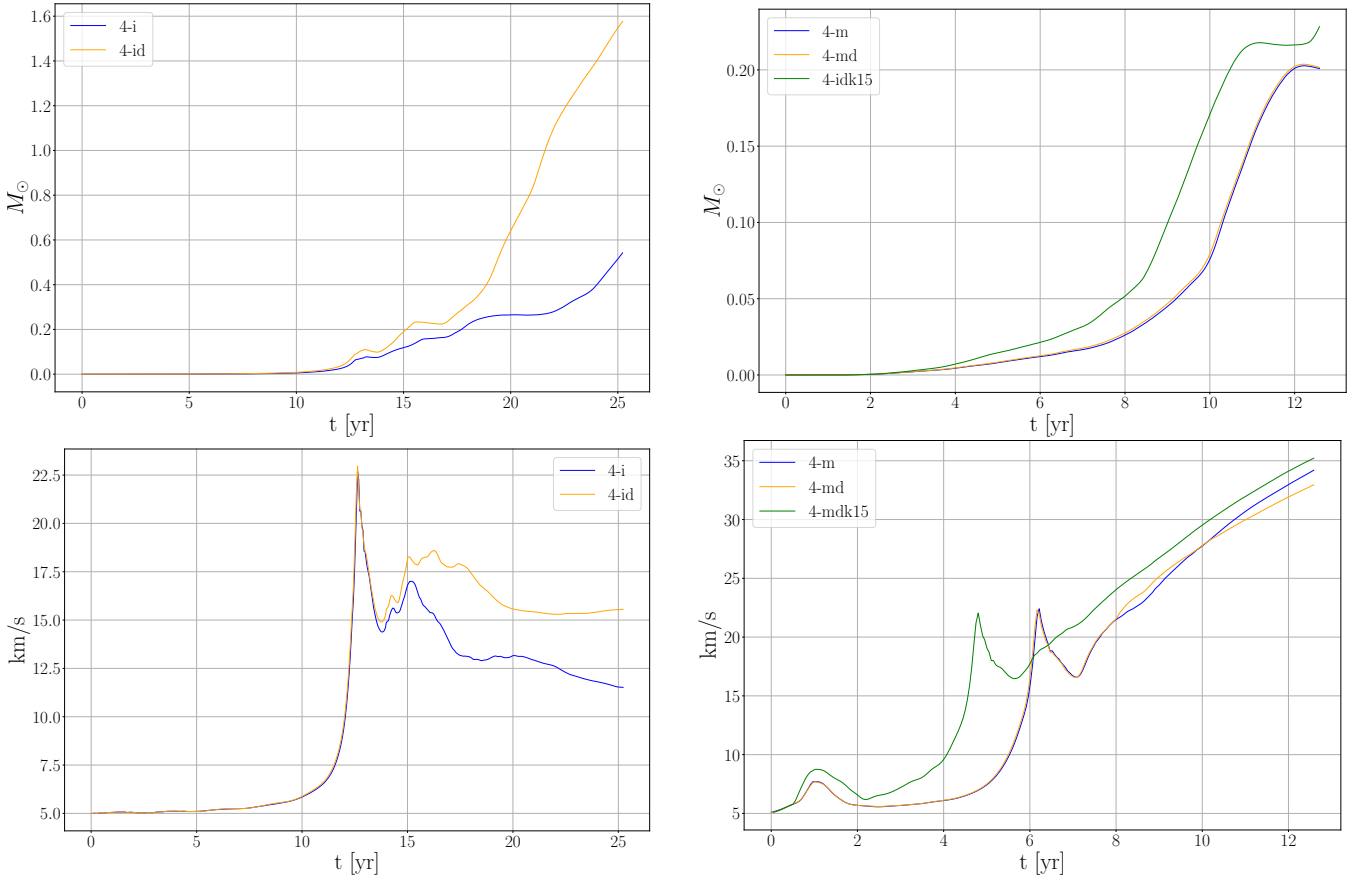 4-i
4-id
1.6
1.4
1.2
1.0
0.8
0.6
0.4
0.2
0.0
M⊙
0 5 10 15 20 25
t [yr]
4-m
4-md
4-idk15
0.20
0.15
0.10
0.05
0.00
M⊙
0 2 4 6 8 10 12
t [yr]
4-i
4-id
22.5
20.0
17.5
15.0
12.5
10.0
7.5
5.0
km/s
0 5 10 15 20 25
t [yr]
4-m
4-md
4-mdk15
35
30
25
20
15
10
5
km/s
0 2 4 6 8 10 12
t [yr]